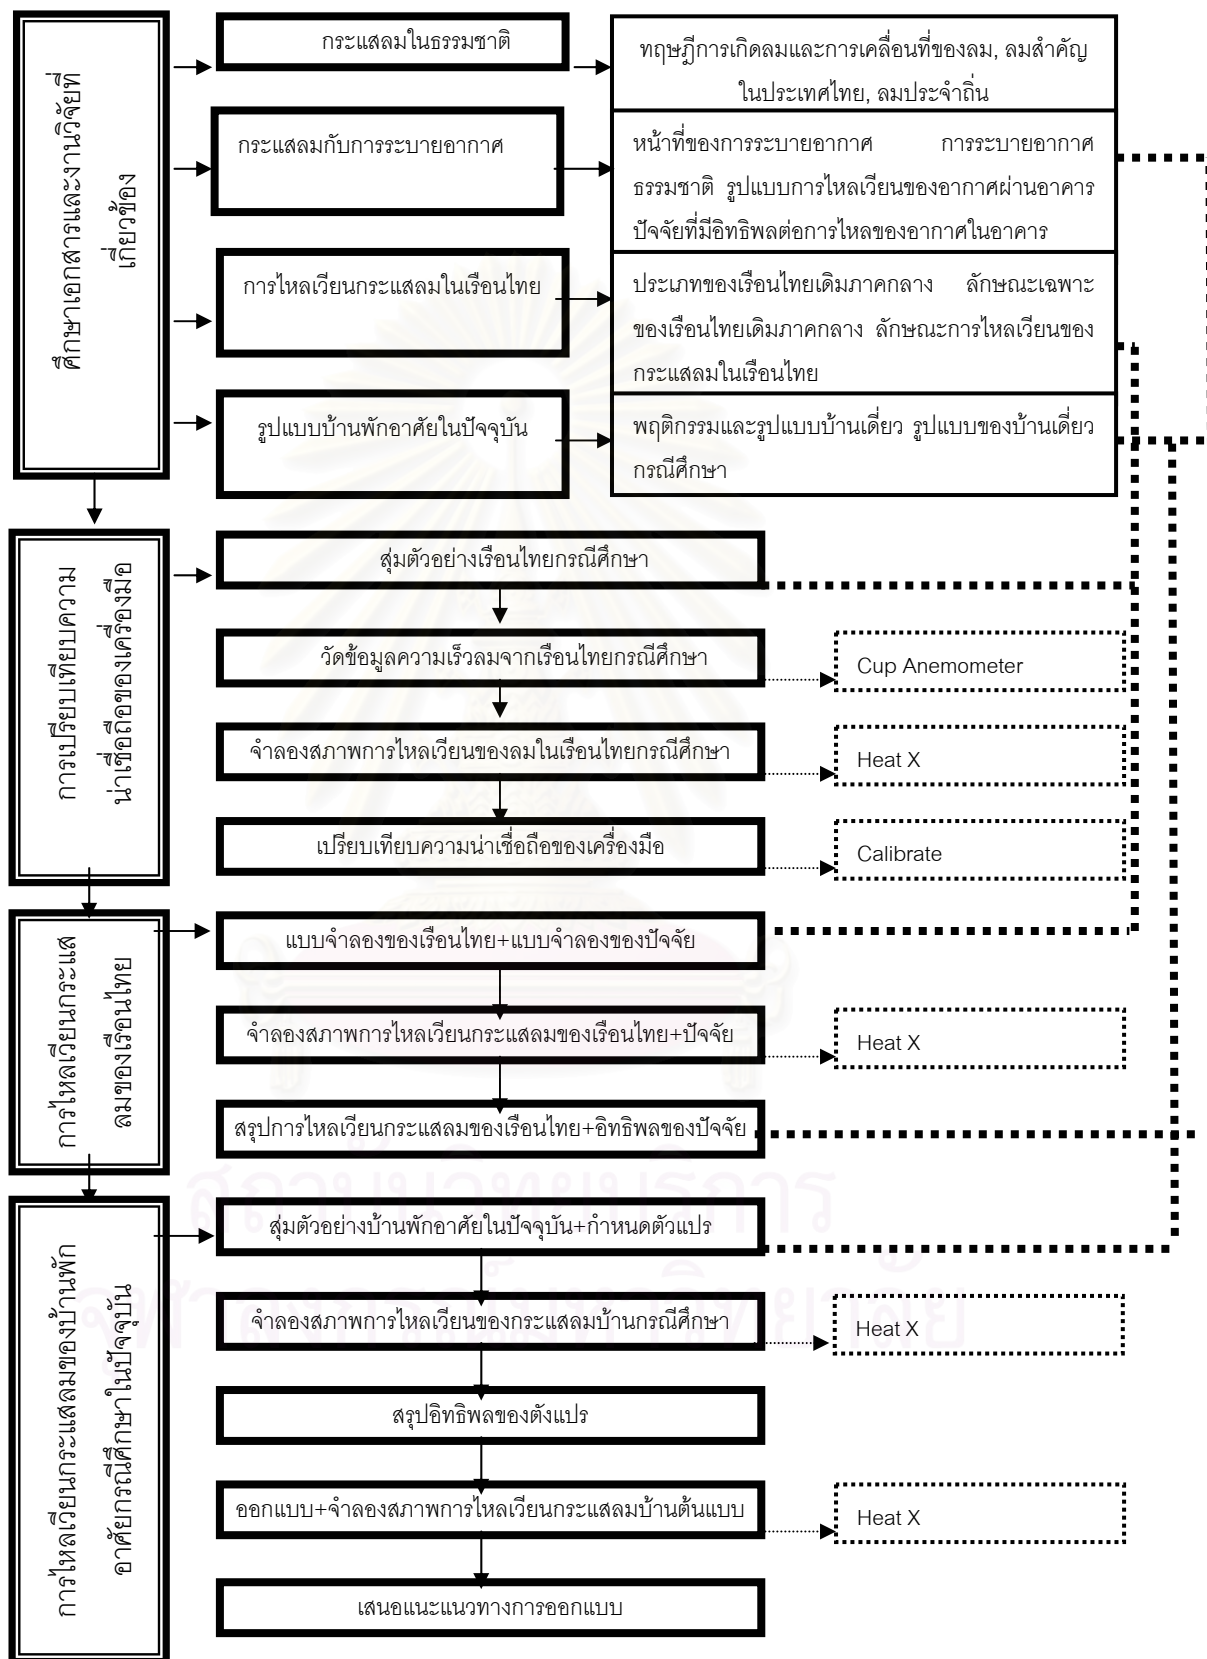 ศึกษาเอกสารและงานวิจัยที่
เกี่ยวข้อง
กระแสลมในธรรมชาติ
ทฤษฎีการเกิดลมและการเคลื่อนที่ของลม, ลมสำคัญ
ในประเทศไทย, ลมประจำถิ่น
กระแสลมกับการระบายอากาศ
หน้าที่ของการระบายอากาศ การระบายอากาศ
ธรรมชาติ รูปแบบการไหลเวียนของอากาศผ่านอาคาร
ปัจจัยที่มีอิทธิพลต่อการไหลของอากาศในอาคาร
การไหลเวียนกระแสลมในเรือนไทย
ประเภทของเรือนไทยเดิมภาคกลาง ลักษณะเฉพาะ
ของเรือนไทยเดิมภาคกลาง ลักษณะการไหลเวียนของ
กระแสลมในเรือนไทย
รูปแบบบ้านพักอาศัยในปัจจุบัน
พฤติกรรมและรูปแบบบ้านเดี่ยว รูปแบบของบ้านเดี่ยว
กรณีศึกษา
การเปรียบเทียบความ
น่าเชื่อถือของเครื่องมือ
สุ่มตัวอย่างเรือนไทยกรณีศึกษา
วัดข้อมูลความเร็วลมจากเรือนไทยกรณีศึกษา
Cup Anemometer
จำลองสภาพการไหลเวียนของลมในเรือนไทยกรณีศึกษา
Heat X
เปรียบเทียบความน่าเชื่อถือของเครื่องมือ
Calibrate
การไหลเวียนกระแส
ลมของเรือนไทย
แบบจำลองของเรือนไทย+แบบจำลองของปัจจัย
จำลองสภาพการไหลเวียนกระแสลมของเรือนไทย+ปัจจัย
Heat X
สรุปการไหลเวียนกระแสลมของเรือนไทย+อิทธิพลของปัจจัย
สถาบันวิทยบริการ
จุฬาลงกรณ์มหาวิทยาลัย
การไหลเวียนกระแสลมของบ้านพัก
อาศัยกรณีศึกษาในปัจจุบัน
สุ่มตัวอย่างบ้านพักอาศัยในปัจจุบัน+กำหนดตัวแปร
จำลองสภาพการไหลเวียนของกระแสลมบ้านกรณีศึกษา
Heat X
สรุปอิทธิพลของตังแปร
ออกแบบ+จำลองสภาพการไหลเวียนกระแสลมบ้านต้นแบบ
Heat X
เสนอแนะแนวทางการออกแบบ